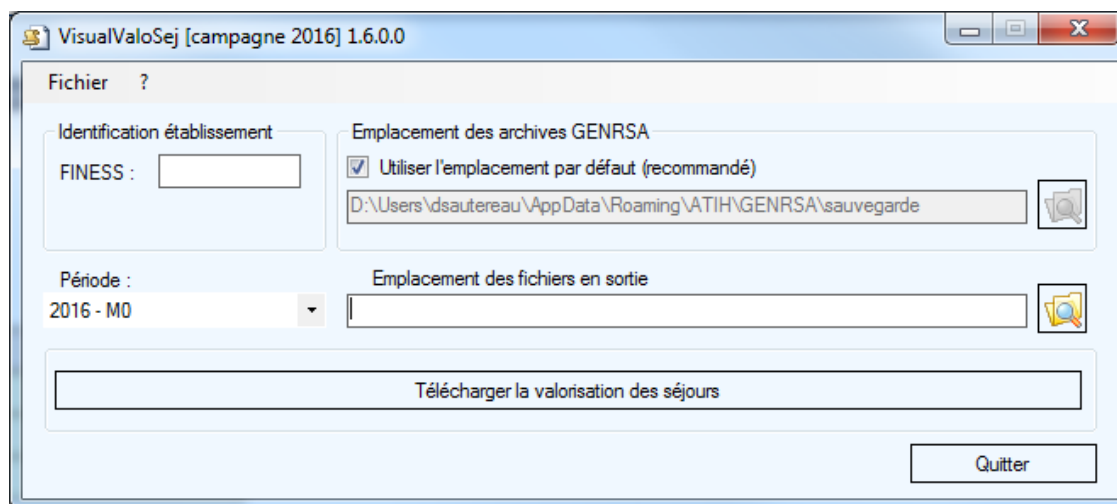 VisualValoSej [campagne 2016] 1.6.0.0
Fichier ?
Identification établissement
FINESS :
Emplacement des archives GENRSA
Utiliser l'emplacement par défaut (recommandé)
D:\Users\dsautereau\AppData\Roaming\ATIH\GENRSA\sauvegarde
Période :
2016 - M0
Emplacement des fichiers en sortie
Télécharger la valorisation des séjours
Quitter